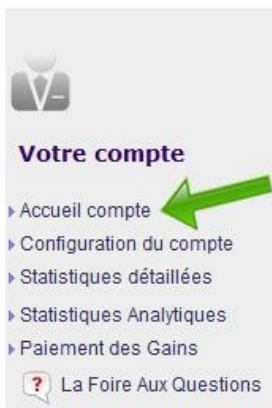 Votre compte
Accueil compte
Configuration du compte
Statistiques détaillées
Statistiques Analytiques
Paiement des Gains
? La Foire Aux Questions